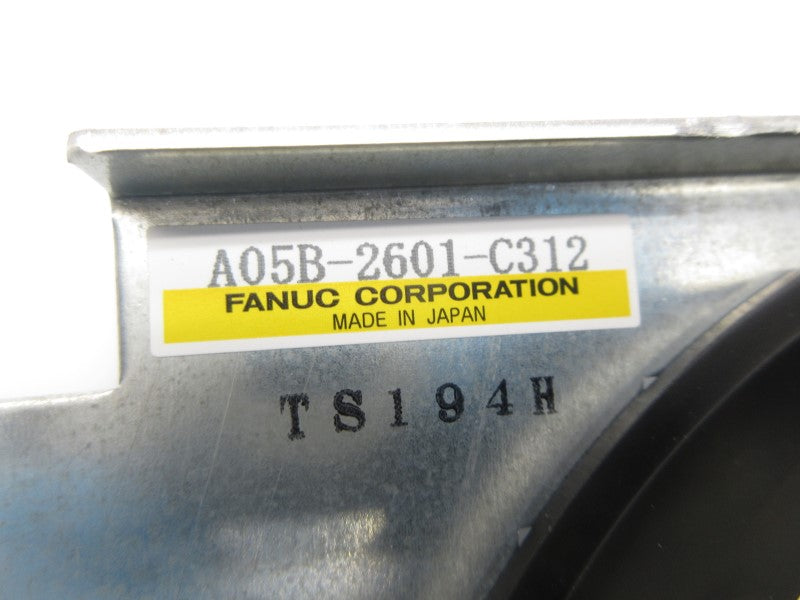 A05B-2601-C312
FANUC CORPORATION
MADE IN JAPAN
TS194H